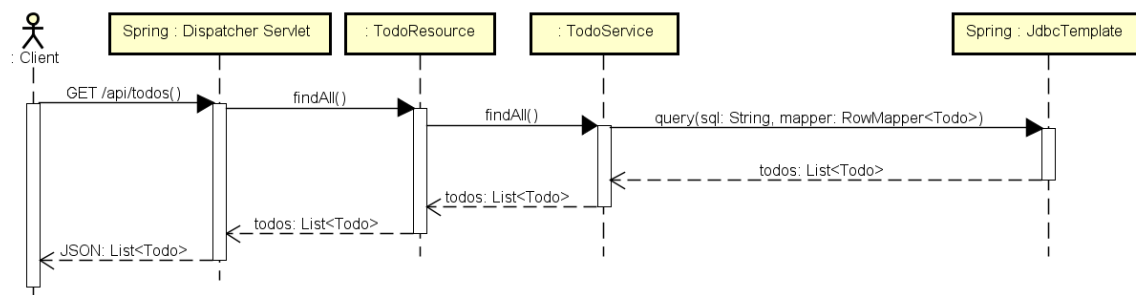 Spring : Dispatcher Servlet
: TodoResource
: TodoService
Spring : JdbcTemplate
: Client
GET /api/todos()
findAll()
findAll()
query(sql: String, mapper: RowMapper<Todo>)
todos: List<Todo>
todos: List<Todo>
todos: List<Todo>
JSON: List<Todo>